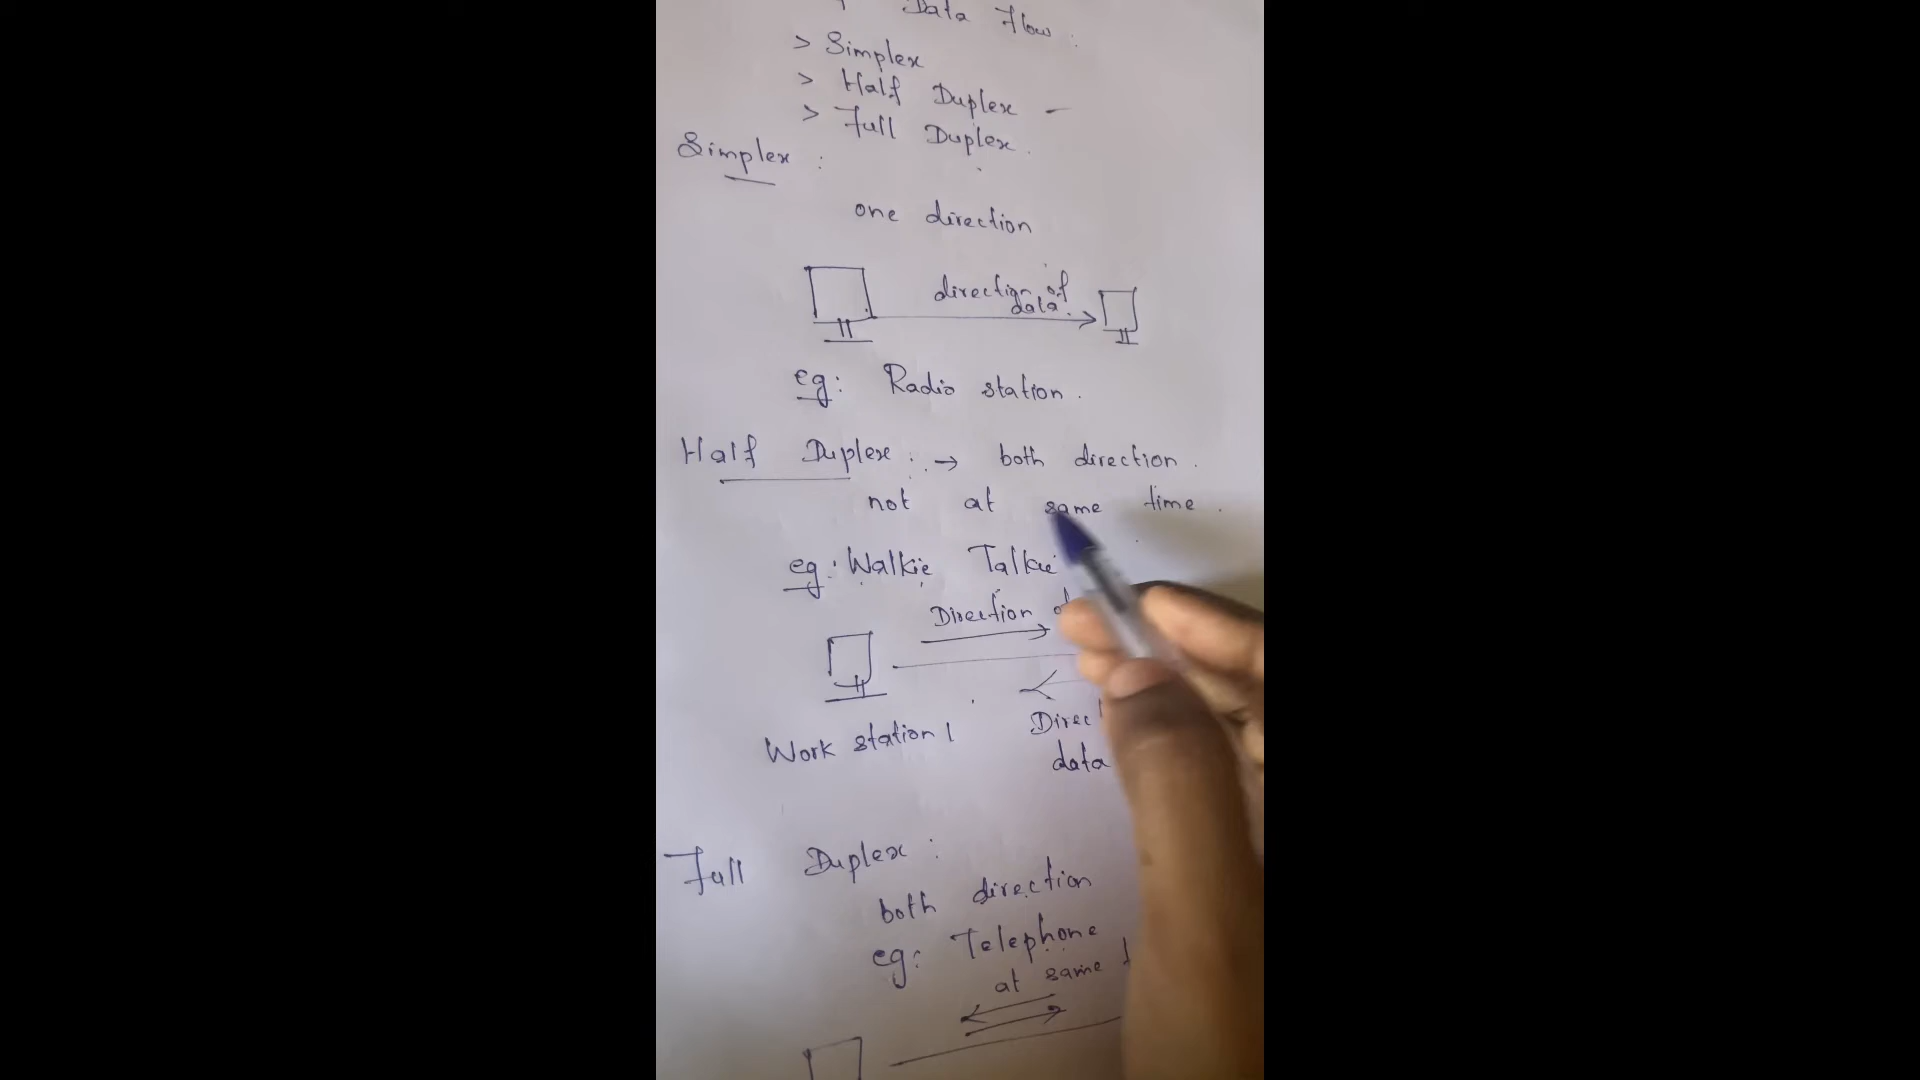 Data Flow :
> Simplex
> Half Duplex -
> Full Duplex.
Simplex :
one direction
direction of
data.
eg: Radio station.
Half Duplex : → both direction.
not at same time.
eg: Walkie Talkie
Direction
Work station 1
data
Full Duplex :
both direction
eg: Telephone
at same